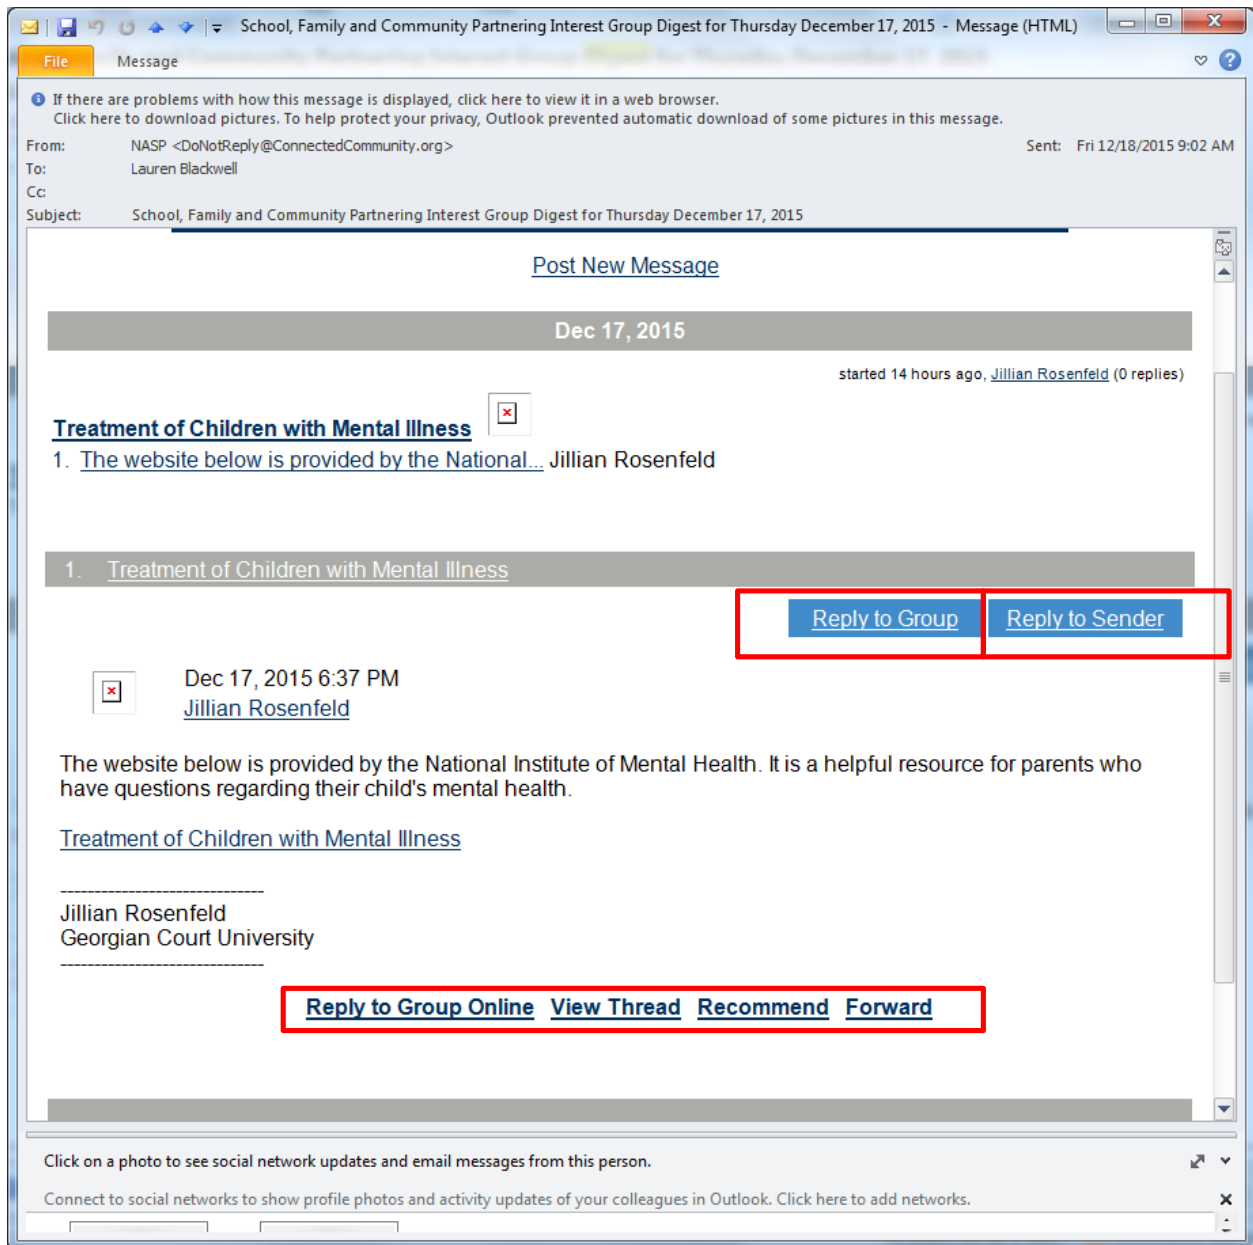 School, Family and Community Partnering Interest Group Digest for Thursday December 17, 2015 - Message (HTML)
File Message
If there are problems with how this message is displayed, click here to view it in a web browser.
Click here to download pictures. To help protect your privacy, Outlook prevented automatic download of some pictures in this message.
From: NASP <DoNotReply@ConnectedCommunity.org> Sent: Fri 12/18/2015 9:02 AM
To: Lauren Blackwell
Cc:
Subject: School, Family and Community Partnering Interest Group Digest for Thursday December 17, 2015
Post New Message
Dec 17, 2015
started 14 hours ago, Jillian Rosenfeld (0 replies)
Treatment of Children with Mental Illness
1. The website below is provided by the National... Jillian Rosenfeld
1. Treatment of Children with Mental Illness
Reply to Group Reply to Sender
Dec 17, 2015 6:37 PM
Jillian Rosenfeld
The website below is provided by the National Institute of Mental Health. It is a helpful resource for parents who
have questions regarding their child's mental health.
Treatment of Children with Mental Illness
------------------------------
Jillian Rosenfeld
Georgian Court University
------------------------------
Reply to Group Online View Thread Recommend Forward
Click on a photo to see social network updates and email messages from this person.
Connect to social networks to show profile photos and activity updates of your colleagues in Outlook. Click here to add networks.